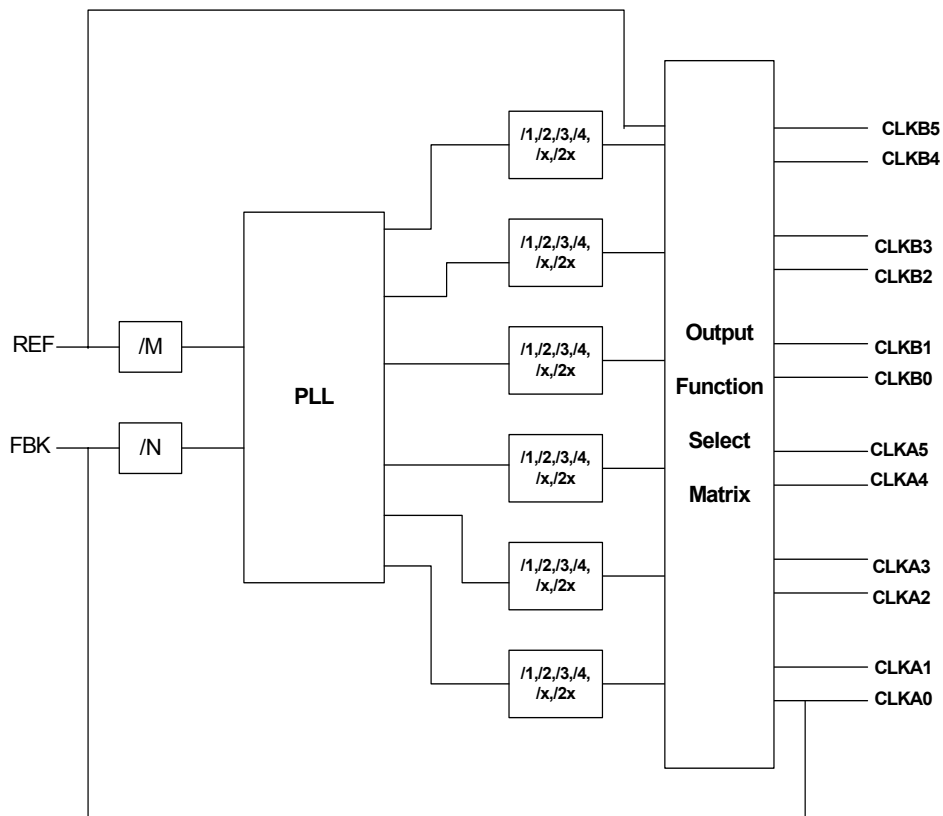 /1,/2,/3,/4,
/x,/2x
CLKB5
CLKB4
/1,/2,/3,/4,
/x,/2x
CLKB3
CLKB2
REF
/M
PLL
/1,/2,/3,/4,
/x,/2x
Output
Function
Select
Matrix
CLKB1
CLKB0
FBK
/N
/1,/2,/3,/4,
/x,/2x
CLKA5
CLKA4
/1,/2,/3,/4,
/x,/2x
CLKA3
CLKA2
/1,/2,/3,/4,
/x,/2x
CLKA1
CLKA0